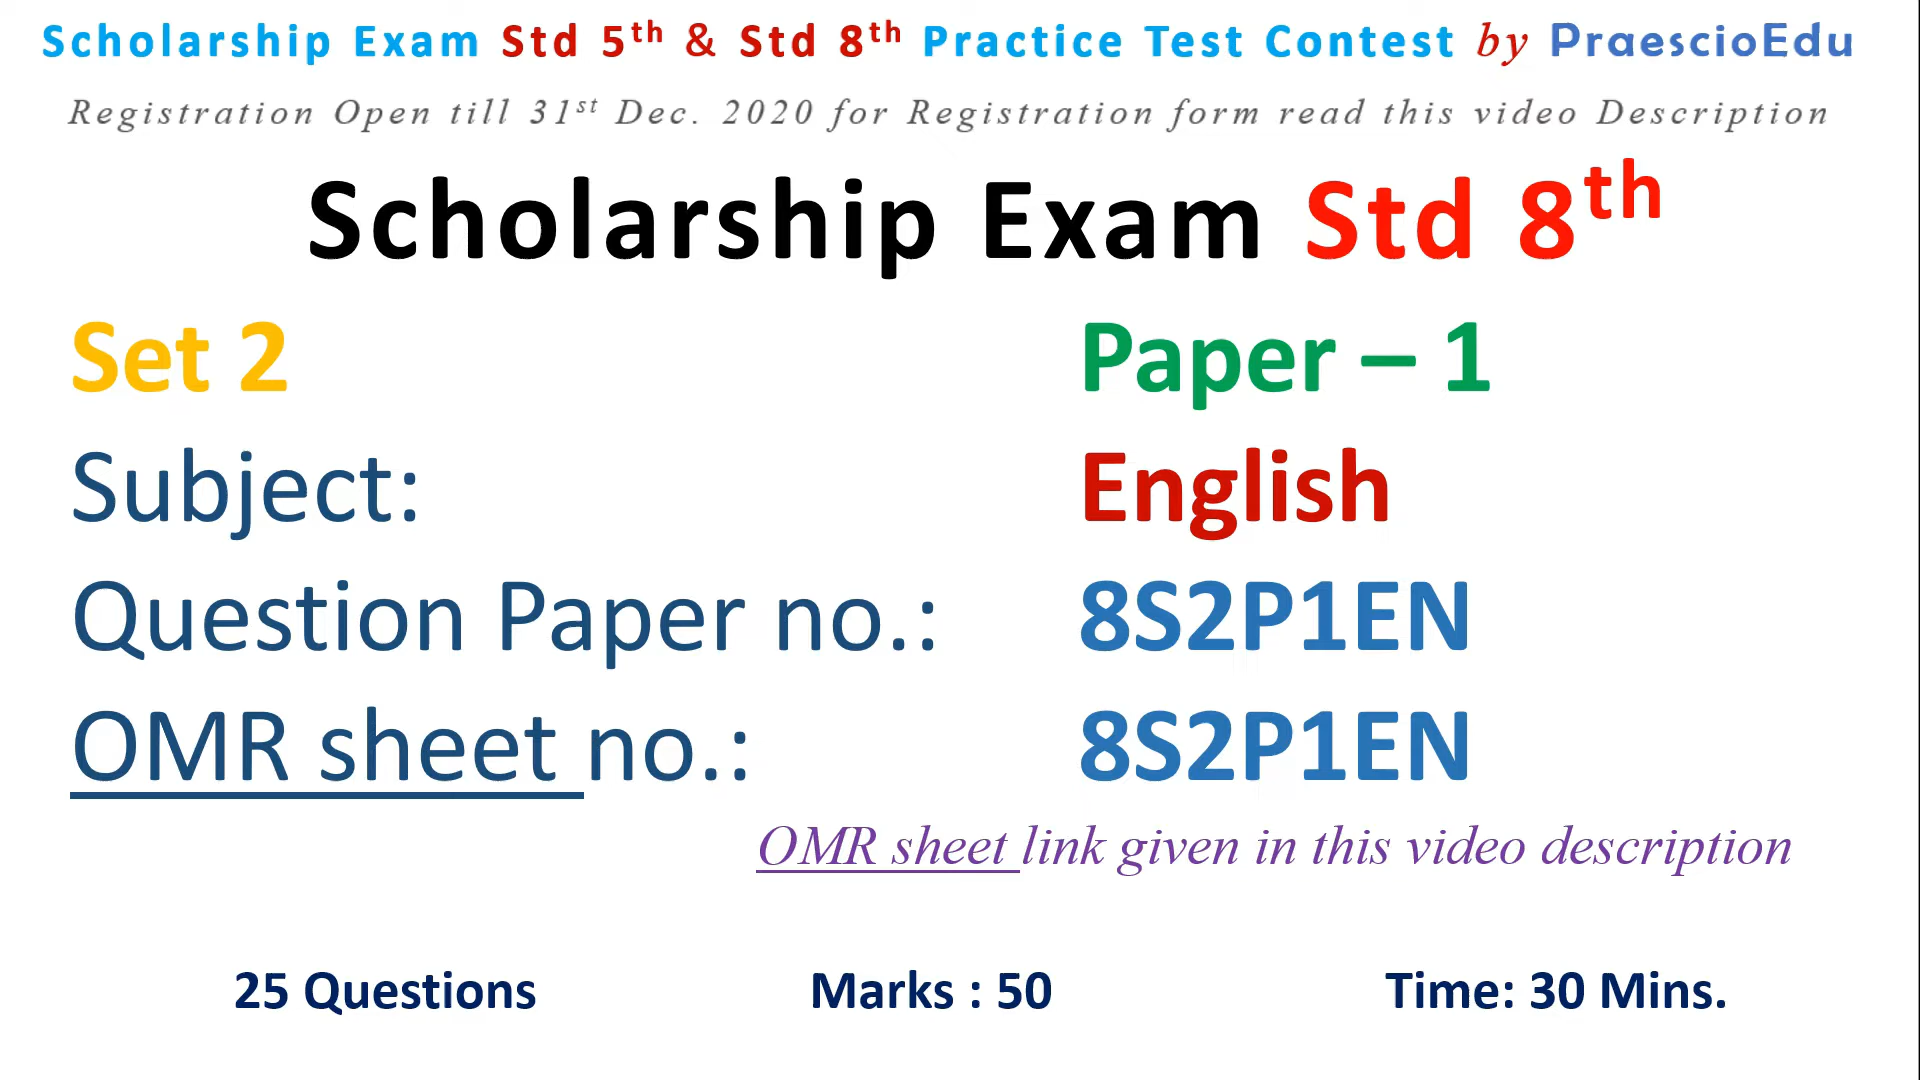 Scholarship Exam Std 5th & Std 8th Practice Test Contest by PraescioEdu
Registration Open till 31st Dec. 2020 for Registration form read this video Description
Scholarship Exam Std 8th
Set 2 Paper – 1
Subject: English
Question Paper no.: 8S2P1EN
OMR sheet no.: 8S2P1EN
OMR sheet link given in this video description
25 Questions Marks : 50 Time: 30 Mins.